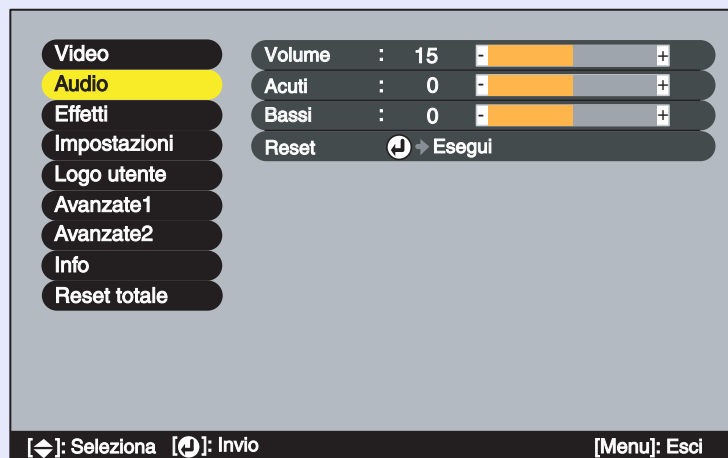 Video
Audio
Effetti
Impostazioni
Logo utente
Avanzate1
Avanzate2
Info
Reset totale
Volume : 15 - +
Acuti : 0 - +
Bassi : 0 - +
Reset Esegui
[]: Seleziona []: Invio [Menu]: Esci